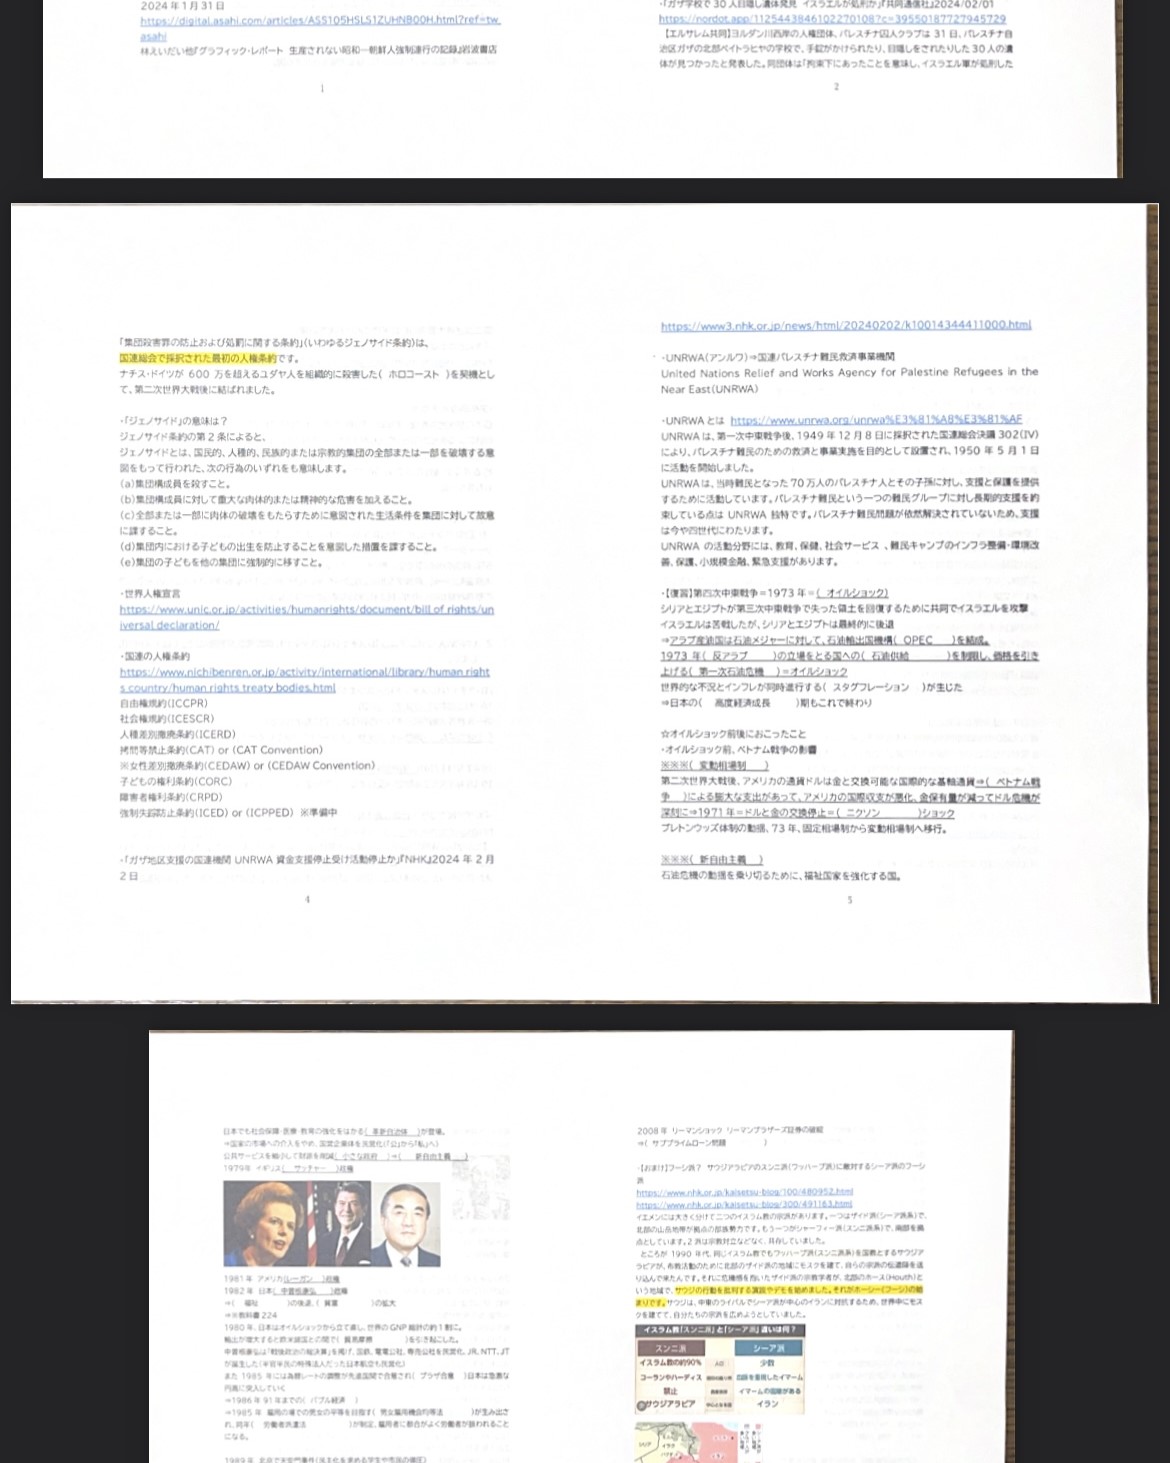 2024年1月31日
https://digital.asahi.com/articles/ASS105HSLS1ZUHNB00H.html?ref=tw_
asahi
林えいだい他『グラフィック・レポート 生産されない昭和―朝鮮人強制連行の記録』岩波書店
1
・「ガザ学校で30人目隠し遺体発見 イスラエルが処刑か」『共同通信社』2024/02/01
https://nordot.app/1125443846102270108?c=39550187727945729
【エルサレム共同】ヨルダン川西岸の人権団体、パレスチナ囚人クラブは31日、パレスチナ自
治区ガザの北部ベイトラヒヤの学校で、手錠がかけられたり、目隠しをされたりした30人の遺
体が見つかったと発表した。同団体は「拘束下にあったことを意味し、イスラエル軍が処刑した
2
「集団殺害罪の防止および処罰に関する条約」(いわゆるジェノサイド条約)は、
国連総会で採択された最初の人権条約です。
ナチス・ドイツが 600 万を超えるユダヤ人を組織的に殺害した( ホロコースト )を契機とし
て、第二次世界大戦後に結ばれました。
・「ジェノサイド」の意味は?
ジェノサイド条約の第2条によると、
ジェノサイドとは、国民的、人種的、民族的または宗教的集団の全部または一部を破壊する意
図をもって行われた、次の行為のいずれをも意味します。
(a)集団構成員を殺すこと。
(b)集団構成員に対して重大な肉体的または精神的な危害を加えること。
(c)全部または一部に肉体の破壊をもたらすために意図された生活条件を集団に対して故意
に課すること。
(d)集団内における子どもの出生を防止することを意図した措置を課すること。
(e)集団の子どもを他の集団に強制的に移すこと。
・世界人権宣言
https://www.unic.or.jp/activities/humanrights/document/bill_of_rights/un
iversal_declaration/
・国連の人権条約
https://www.nichibenren.or.jp/activity/international/library/human_right
s_country/human_rights_treaty_bodies.html
自由権規約(ICCPR)
社会権規約(ICESCR)
人種差別撤廃条約(ICERD)
拷問等禁止条約(CAT) or (CAT Convention)
※女性差別撤廃条約(CEDAW) or (CEDAW Convention)
子どもの権利条約(CORC)
障害者権利条約(CRPD)
強制失踪防止条約(ICED) or (ICPPED) ※準備中
・「ガザ地区支援の国連機関 UNRWA 資金支援停止受け活動停止か」『NHK』2024 年 2 月
2日
4
https://www3.nhk.or.jp/news/html/20240202/k10014344411000.html
・UNRWA(アンルワ)⇒国連パレスチナ難民救済事業機関
United Nations Relief and Works Agency for Palestine Refugees in the
Near East(UNRWA)
・UNRWA とは https://www.unrwa.org/unrwa%E3%81%A8%E3%81%AF
UNRWA は、第一次中東戦争後、1949 年 12 月 8 日に採択された国連総会決議 302(IV)
により、パレスチナ難民のための救済と事業実施を目的として設置され、1950 年 5 月 1 日
に活動を開始しました。
UNRWA は、当時難民となった 70 万人のパレスチナ人とその子孫に対し、支援と保護を提供
するために活動しています。パレスチナ難民という一つの難民グループに対し長期的支援を約
束している点は UNRWA 独特です。パレスチナ難民問題が依然解決されていないため、支援
は今や四世代にわたります。
UNRWA の活動分野には、教育、保健、社会サービス 、難民キャンプのインフラ整備・環境改
善、保護、小規模金融、緊急支援があります。
・【復習】第四次中東戦争=1973 年=( オイルショック)
シリアとエジプトが第三次中東戦争で失った領土を回復するために共同でイスラエルを攻撃
イスラエルは苦戦したが、シリアとエジプトは最終的に後退
⇒アラブ産油国は石油メジャーに対して、石油輸出国機構( OPEC )を結成。
1973 年( 反アラブ )の立場をとる国への( 石油供給 )を制限し、価格を引き
上げる( 第一次石油危機 )=オイルショック
世界的な不況とインフレが同時進行する( スタグフレーション )が生じた
⇒日本の( 高度経済成長 )期もこれで終わり
☆オイルショック前後におこったこと
・オイルショック前、ベトナム戦争の影響
※※※( 変動相場制 )
第二次世界大戦後、アメリカの通貨ドルは金と交換可能な国際的な基軸通貨⇒( ベトナム戦
争 )による膨大な支出があって、アメリカの国際収支が悪化、金保有量が減ってドル危機が
深刻に⇒1971 年=ドルと金の交換停止=( ニクソン )ショック
ブレトンウッズ体制の動揺、73 年、固定相場制から変動相場制へ移行。
※※※( 新自由主義 )
石油危機の動揺を乗り切るために、福祉国家を強化する国。
5
日本でも社会保障・医療・教育の強化をはかる( 革新自治体 )が登場。
⇒国家の市場への介入をやめ、国営企業体を民営化(「公」から「私」へ)
公共サービスを縮小して財源を削減( 小さな政府 )⇒( 新自由主義 )
1979年 イギリス( サッチャー )政権
1981 年 アメリカ(レーガン )政権
1982 年 日本( 中曽根康弘 )政権
⇒( 福祉 )の後退、( 貧富 )の拡大
⇒※教科書 224
1980 年、日本はオイルショックから立て直し、世界の GNP 総計の約1割に。
輸出が増大すると欧米諸国との間で( 貿易摩擦 )を引き起こした。
中曽根康弘は「戦後政治の総決算」を掲げ、国鉄、電電公社、専売公社を民営化、JR、NTT、JT
が誕生した(半官半民の特殊法人だった日本航空も民営化)
また 1985 年には為替レートの調整が先進国間で合意され( プラザ合意 )日本は急激な
円高に突入していく
⇒1986 年 91 年までの( バブル経済 )
⇒1985 年 雇用の場での男女の平等を目指す( 男女雇用機会均等法 )が生み出さ
れ、同年( 労働者派遣法 )が制定、雇用者に都合がよく労働者が扱われること
になる。
1989 年 北京で天安門事件(民主化を求める学生や市民の弾圧)
2008 年 リーマンショック リーマンブラザーズ証券の破綻
⇒( サブプライムローン問題 )
・【おまけ】フーシ派? サウジアラビアのスンニ派(ワッハーブ派)に敵対するシーア派のフーシ
派
https://www.nhk.or.jp/kaisetsu-blog/100/480952.html
https://www.nhk.or.jp/kaisetsu-blog/300/491163.html
イエメンには大きく分けて二つのイスラム教の宗派があります。一つはザイド派(シーア派系)で、
北部の山岳地帯が拠点の部族勢力です。もう一つがシャーフィー派(スンニ派系)で、南部を拠
点としています。2 派は宗教対立などなく、共存していました。
ところが 1990 年代、同じイスラム教でもワッハーブ派(スンニ派系)を国教とするサウジア
ラビアが、布教活動のために北部のザイド派の地域にモスクを建て、自らの宗派の伝道師を送
り込んで来たんです。それに危機感を抱いたザイド派の宗教学者が、北部のホース(Houth)と
いう地域で、サウジの行動を批判する演説やデモを始めました。それがホーシー(フーシ)の始
まりです。サウジは、中東のライバルでシーア派が中心のイランに対抗するため、世界中にモス
クを建てて、自分たちの宗派を広めようとしていました。
イスラム教「スンニ派」と「シーア派」違いは何?
スンニ派 シーア派
イスラム教の約90% 人口 少数
コーランやハーディス 血統を重視したイマーム
禁止 イマームの図像がある
サウジアラビア イラン
シリア
イラク